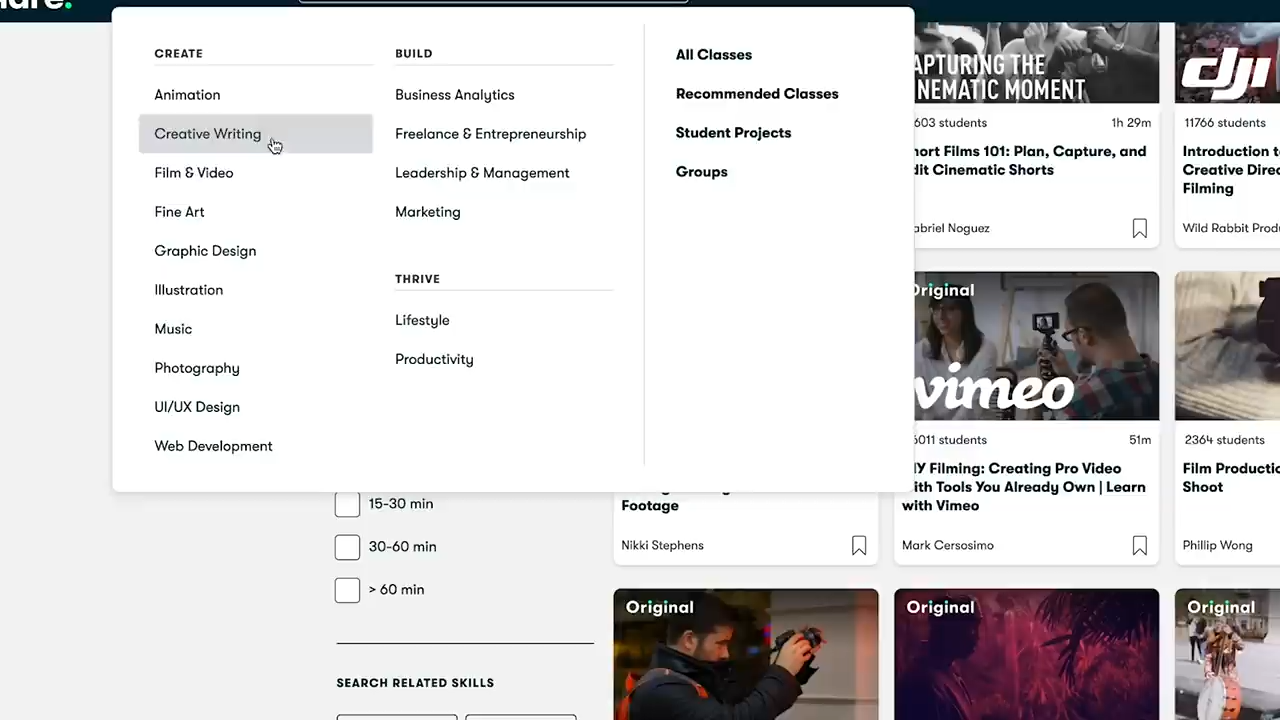 CREATE
Animation
Creative Writing
Film & Video
Fine Art
Graphic Design
Illustration
Music
Photography
UI/UX Design
Web Development
BUILD
Business Analytics
Freelance & Entrepreneurship
Leadership & Management
Marketing
THRIVE
Lifestyle
Productivity
All Classes
Recommended Classes
Student Projects
Groups
15-30 min
30-60 min
> 60 min
SEARCH RELATED SKILLS
APTURING THE
NEMATIC MOMENT
603 students 1h 29m
hort Films 101: Plan, Capture, and
dit Cinematic Shorts
abriel Noguez
dji
11766 students
Introduction t
Creative Direc
Filming
Wild Rabbit Produ
Footage
Nikki Stephens
Original
vimeo
6011 students 51m
IY Filming: Creating Pro Video
ith Tools You Already Own | Learn
with Vimeo
Mark Cersosimo
2364 students
Film Productio
Shoot
Phillip Wong
Original
Original
Original